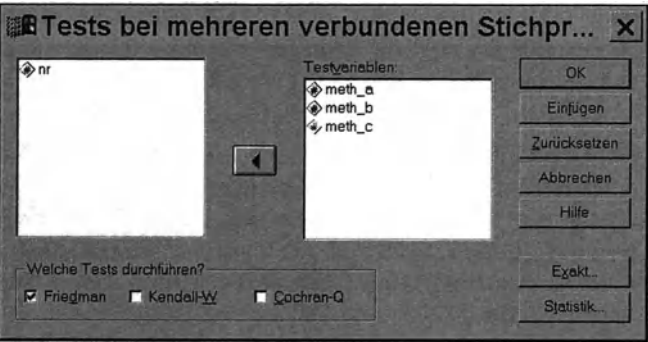 Tests bei mehreren verbundenen Stichpr...
nr
Testvariablen:
meth_a
meth_b
meth_c
OK
Einfügen
Zurücksetzen
Abbrechen
Hilfe
Welche Tests durchführen?
Friedman Kendall-W Cochran-Q
Exakt...
Statistik...